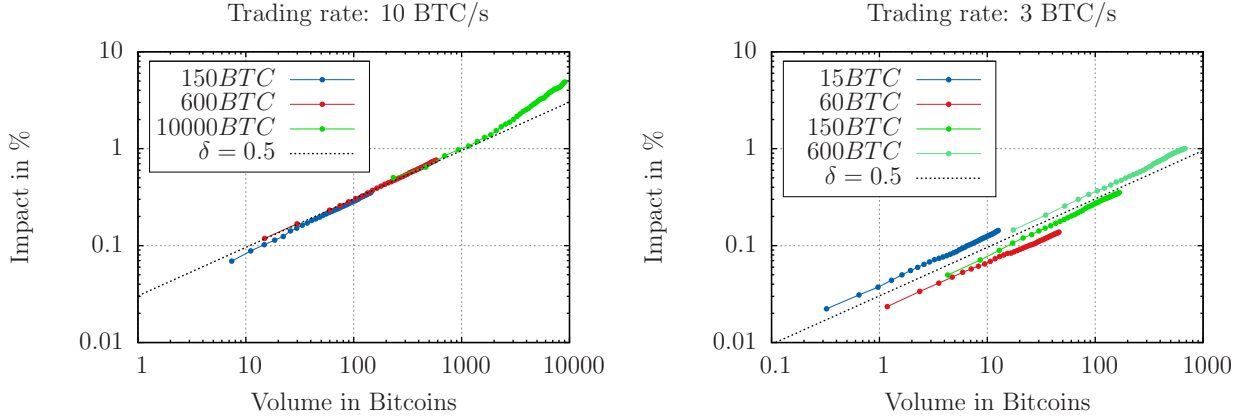 Trading rate: 10 BTC/s
Impact in %
10
1
0.1
0.01
150BTC
600BTC
10000BTC
δ = 0.5
1
10
100
1000
10000
Volume in Bitcoins
Trading rate: 3 BTC/s
Impact in %
10
1
0.1
0.01
15BTC
60BTC
150BTC
600BTC
δ = 0.5
0.1
1
10
100
1000
Volume in Bitcoins